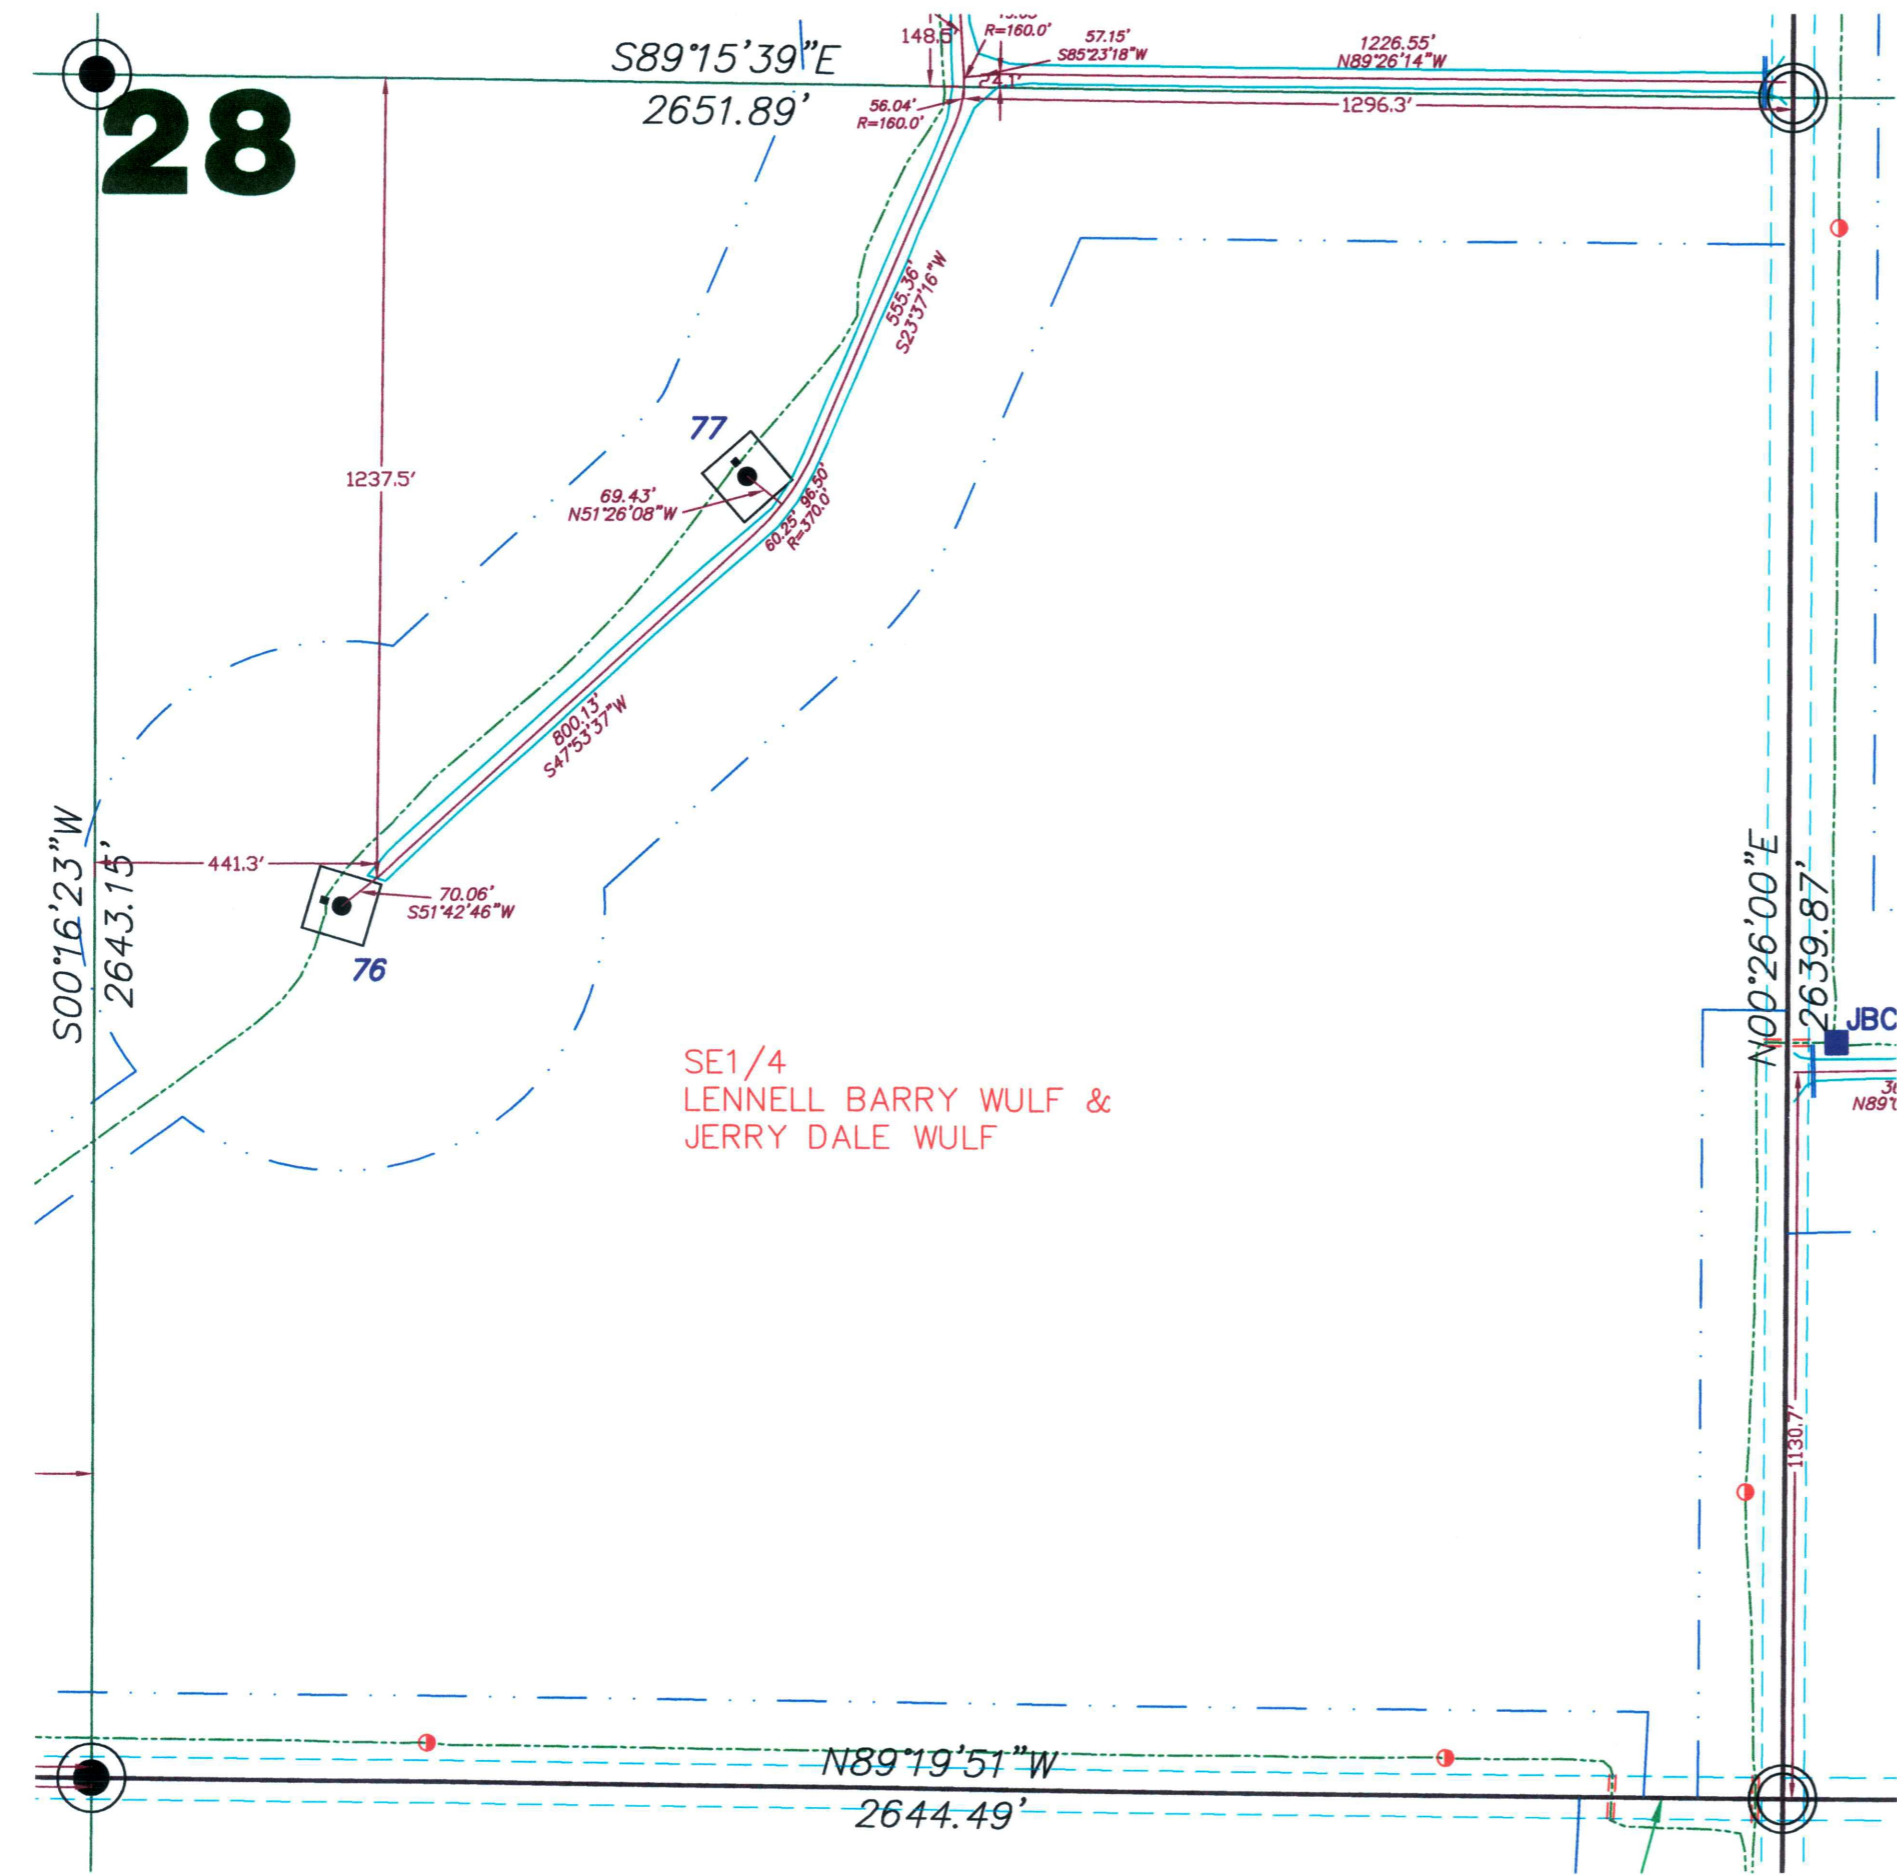 28
S89°15'39"E
2651.89'
148.5'
R=160.0'
57.15'
S85°23'18"W
1226.55'
N89°26'14"W
24.1'
56.04'
R=160.0'
1296.3'
555.36'
S23°37'16"W
77
1237.5'
69.43'
N51°26'08"W
60.25' 96.50'
R=370.0'
800.13'
S47°53'37"W
441.3'
70.06'
S51°42'46"W
76
S00°16'23"W
2643.15'
N00°26'00"E
2639.87'
JBC
SE1/4
LENNELL BARRY WULF &
JERRY DALE WULF
1130.7'
N89°19'51"W
2644.49'